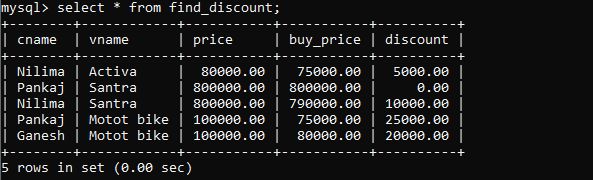 mysql> select * from find_discount;
+--------+------------+-----------+-----------+----------+
| cname | vname | price | buy_price | discount |
+--------+------------+-----------+-----------+----------+
| Nilima | Activa | 80000.00 | 75000.00 | 5000.00 |
| Pankaj | Santra | 800000.00 | 800000.00 | 0.00 |
| Nilima | Santra | 800000.00 | 790000.00 | 10000.00 |
| Pankaj | Motot bike | 100000.00 | 75000.00 | 25000.00 |
| Ganesh | Motot bike | 100000.00 | 80000.00 | 20000.00 |
+--------+------------+-----------+-----------+----------+
5 rows in set (0.00 sec)